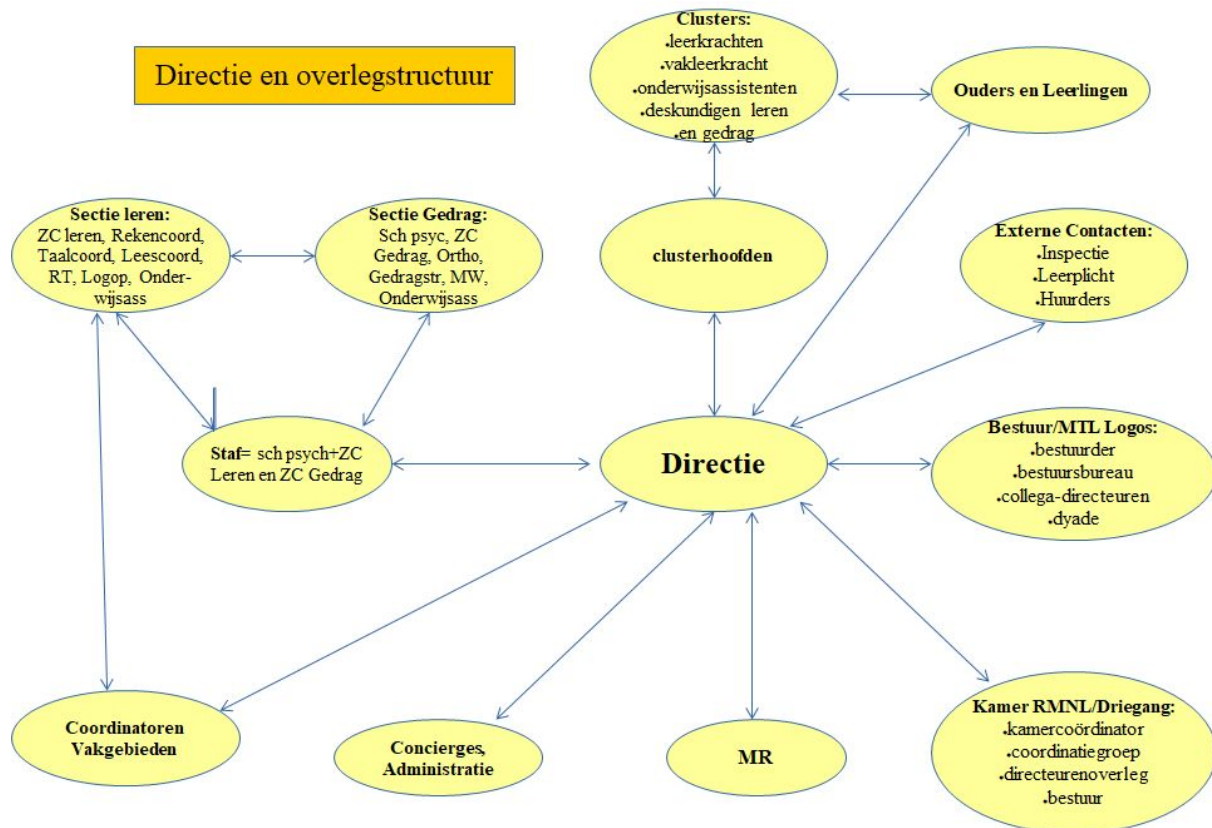 Directie en overlegstructuur
Clusters:
•leerkrachten
•vakleerkracht
•onderwijsassistenten
•deskundigen leren
•en gedrag
Ouders en Leerlingen
Sectie leren:
ZC leren, Rekencoord,
Taalcoord, Leescoord,
RT, Logop, Onder-
wijsass
Sectie Gedrag:
Sch psyc, ZC
Gedrag, Ortho,
Gedragstr, MW,
Onderwijsass
clusterhoofden
Externe Contacten:
•Inspectie
•Leerplicht
•Huurders
Staf= sch psych+ZC
Leren en ZC Gedrag
Directie
Bestuur/MTL Logos:
•bestuurder
•bestuursbureau
•collega-directeuren
•dyade
Coordinatoren
Vakgebieden
Concierges,
Administratie
MR
Kamer RMNL/Driegang:
•kamercoördinator
•coordinatiegroep
•directeurenoverleg
•bestuur